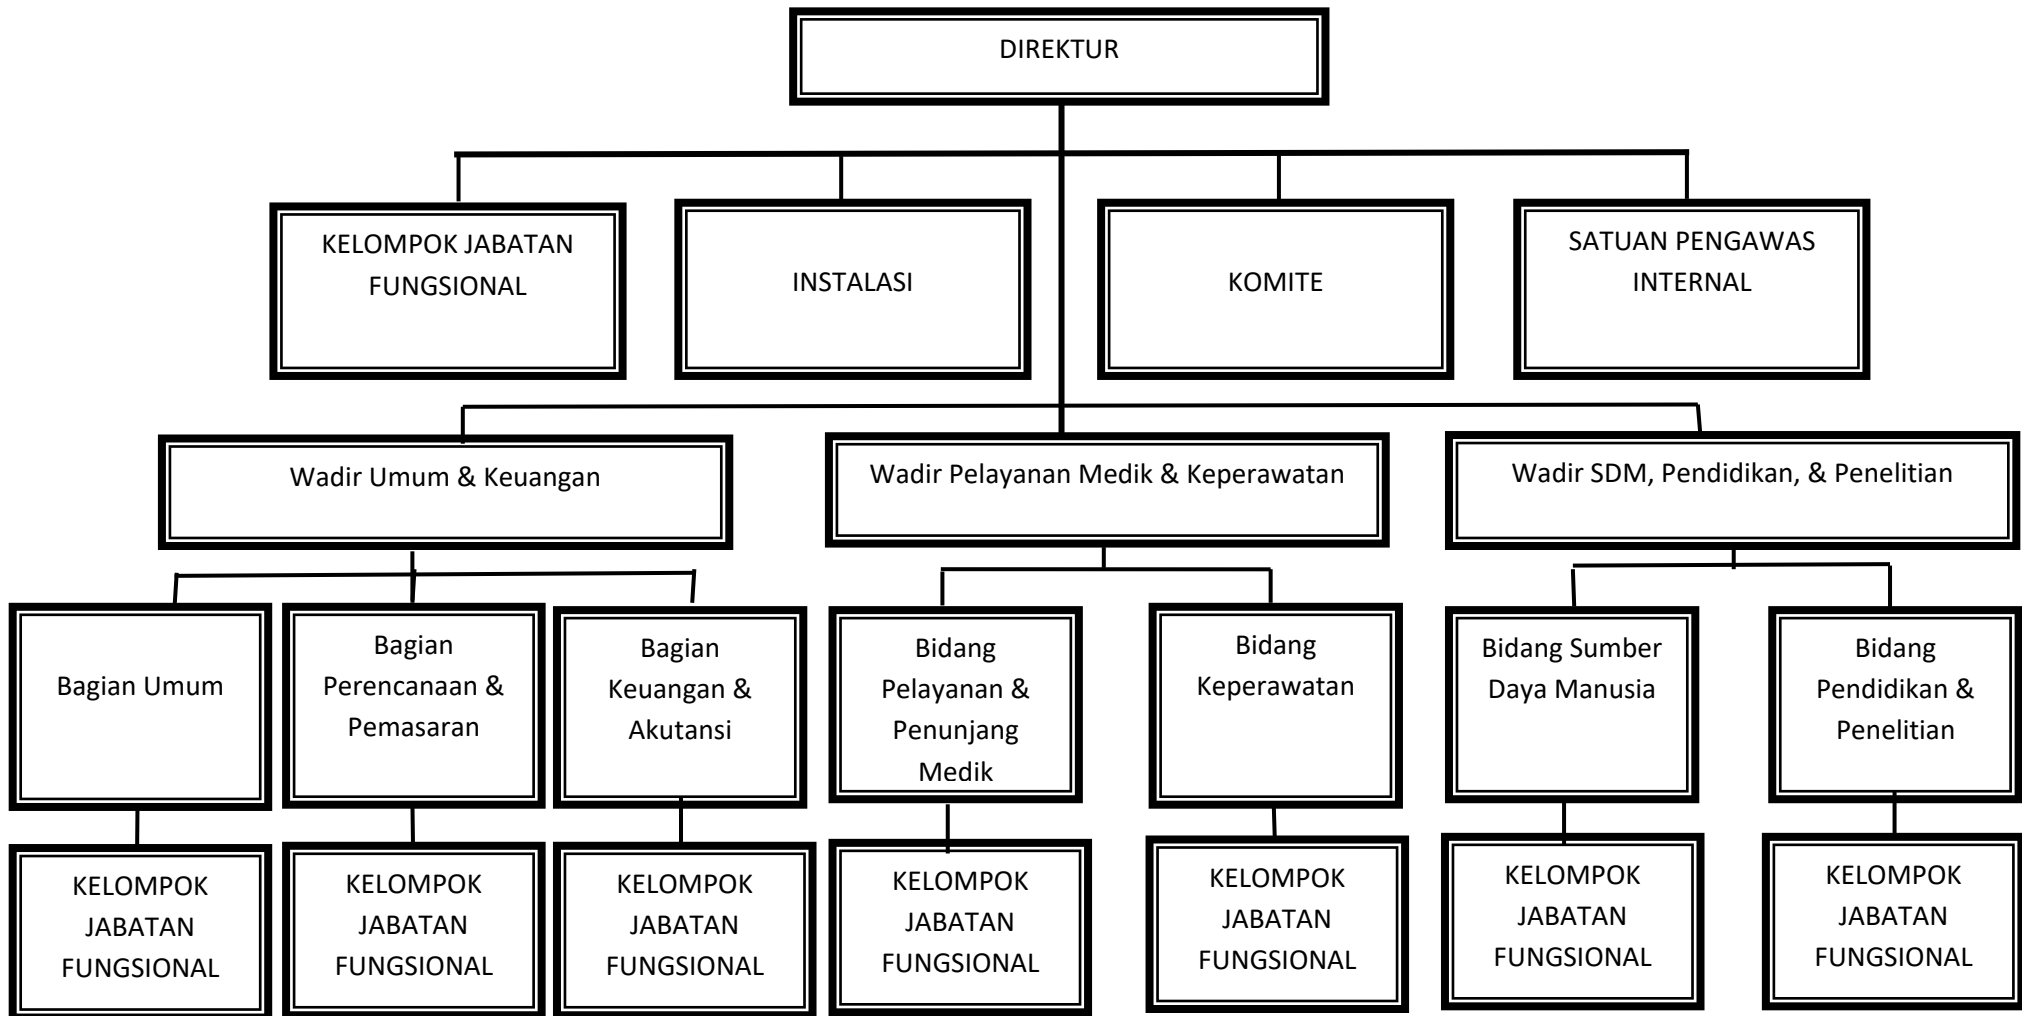 DIREKTUR
KELOMPOK JABATAN
FUNGSIONAL
INSTALASI
KOMITE
SATUAN PENGAWAS
INTERNAL
Wadir Umum & Keuangan
Wadir Pelayanan Medik & Keperawatan
Wadir SDM, Pendidikan, & Penelitian
Bagian Umum
Bagian
Perencanaan &
Pemasaran
Bagian
Keuangan &
Akutansi
Bidang
Pelayanan &
Penunjang
Medik
Bidang
Keperawatan
Bidang Sumber
Daya Manusia
Bidang
Pendidikan &
Penelitian
KELOMPOK
JABATAN
FUNGSIONAL
KELOMPOK
JABATAN
FUNGSIONAL
KELOMPOK
JABATAN
FUNGSIONAL
KELOMPOK
JABATAN
FUNGSIONAL
KELOMPOK
JABATAN
FUNGSIONAL
KELOMPOK
JABATAN
FUNGSIONAL
KELOMPOK
JABATAN
FUNGSIONAL